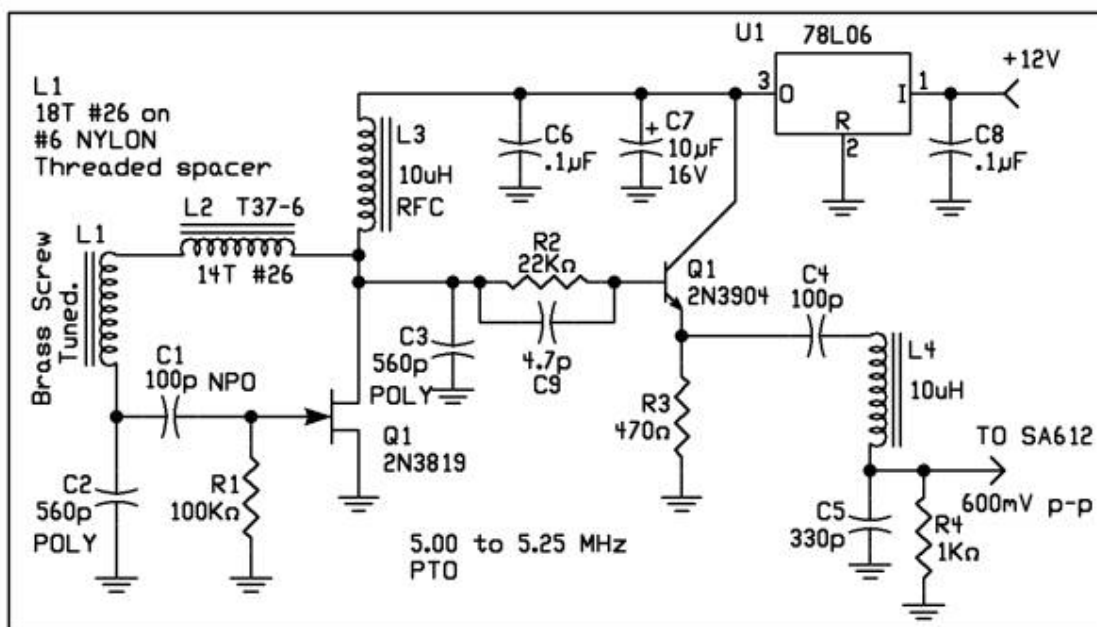 U1
78L06
+12V
3
O
I
1
R
2
L1
18T #26 on
#6 NYLON
Threaded spacer
L3
10uH
RFC
C6
.1µF
+
C7
10µF
16V
C8
.1µF
L2 T37-6
14T #26
L1
Brass Screw
Tuned.
R2
22KΩ
4.7p
C9
Q1
2N3904
C4
100p
C1
100p NPO
C3
560p
POLY
L4
10uH
R3
470Ω
Q1
2N3819
TO SA612
600mV p-p
C2
560p
POLY
R1
100KΩ
C5
330p
R4
1KΩ
5.00 to 5.25 MHz
PTO